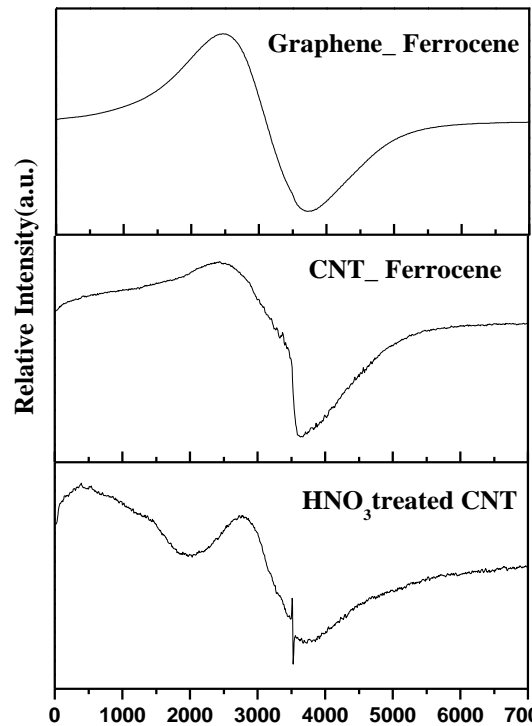 Graphene_ Ferrocene
Relative Intensity(a.u.)
CNT_ Ferrocene
HNO3treated CNT
0 1000 2000 3000 4000 5000 6000 700